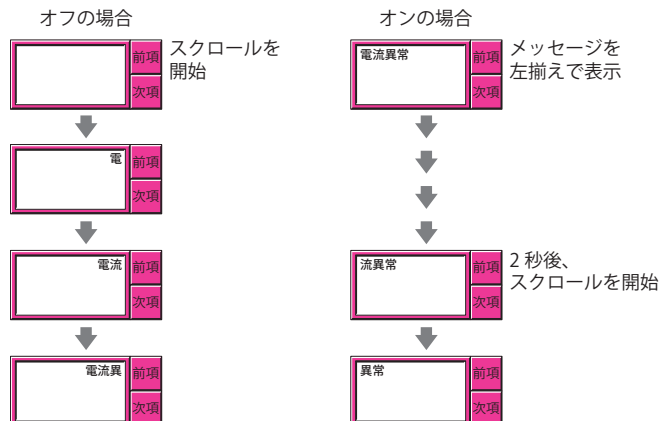 オフの場合
前項
次項
スクロールを
開始
電
前項
次項
電流
前項
次項
電流異
前項
次項
オンの場合
電流異常
前項
次項
メッセージを
左揃えで表示
流異常
前項
次項
2 秒後、
スクロールを開始
異常
前項
次項